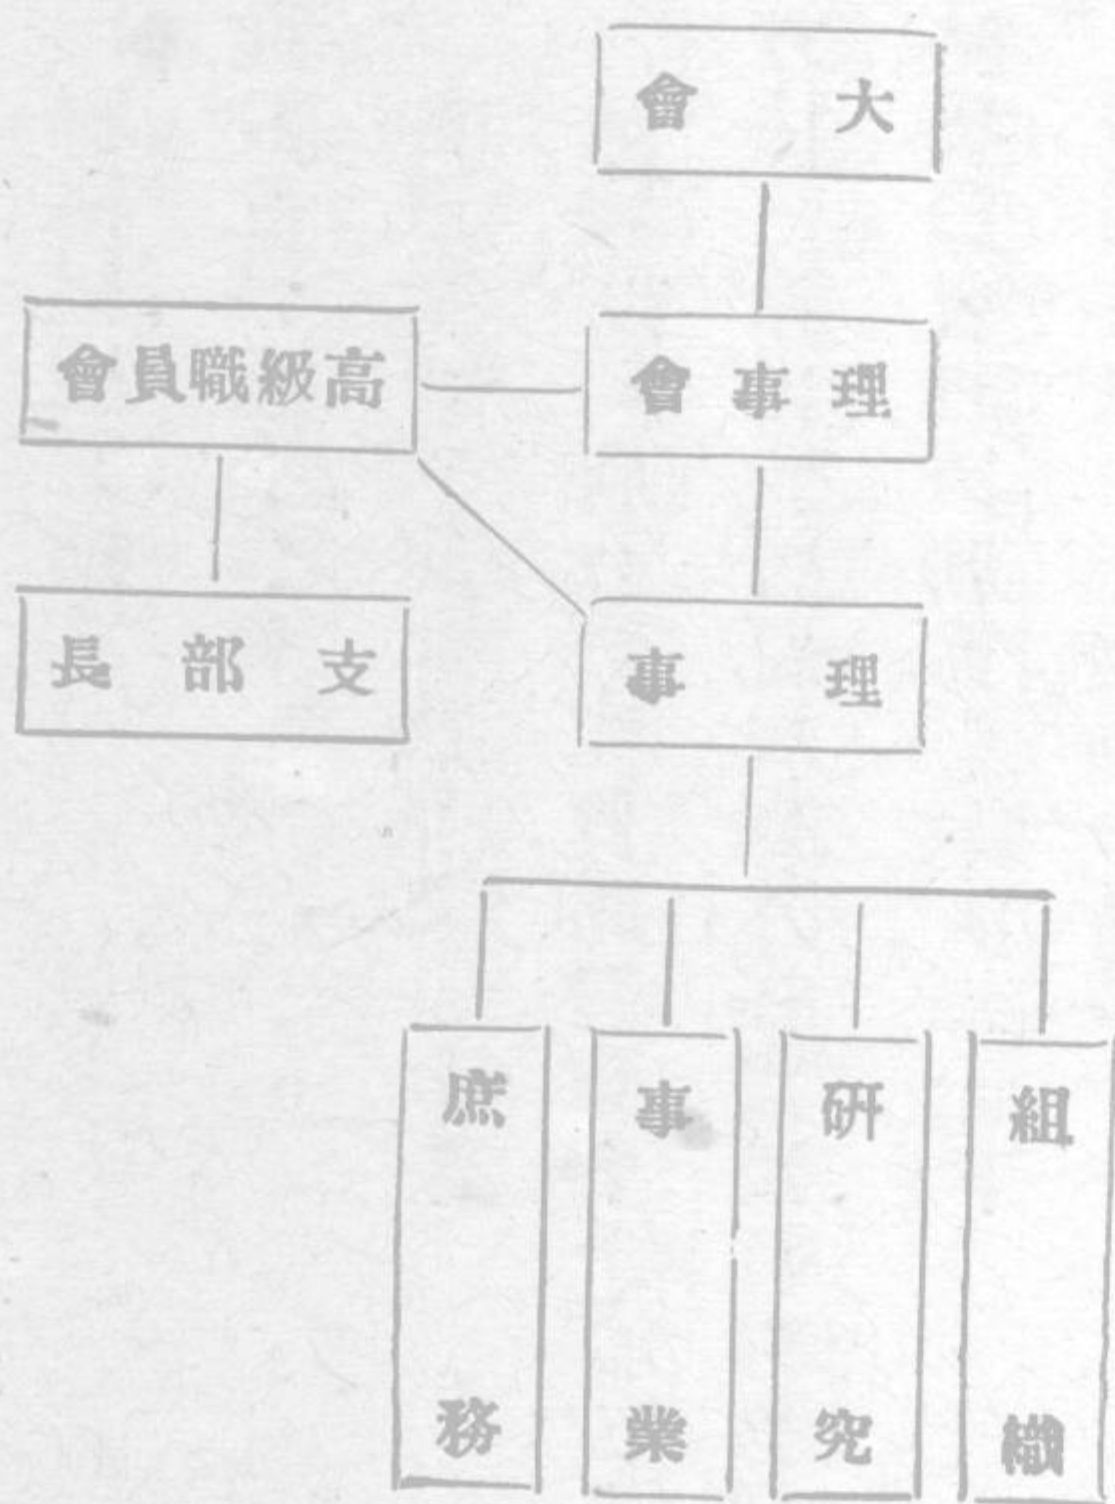 大會
理事會
高級職員會
理事
支部長
組織
研究
事業
庶務